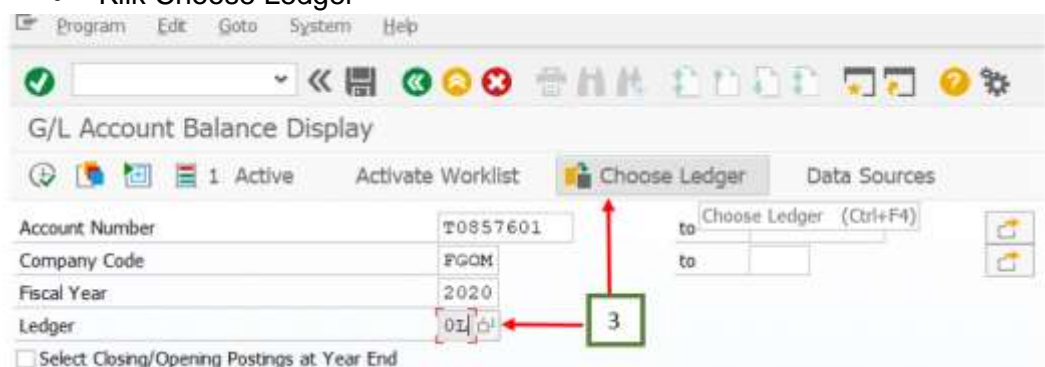 Klik Choose Ledger
Program Edit Goto System Help
G/L Account Balance Display
1 Active Activate Worklist Choose Ledger Data Sources
Choose Ledger (Ctrl+F4)
Account Number T0857601 to
Company Code FGOM to
Fiscal Year 2020
Ledger 0L
3
Select Closing/Opening Postings at Year End